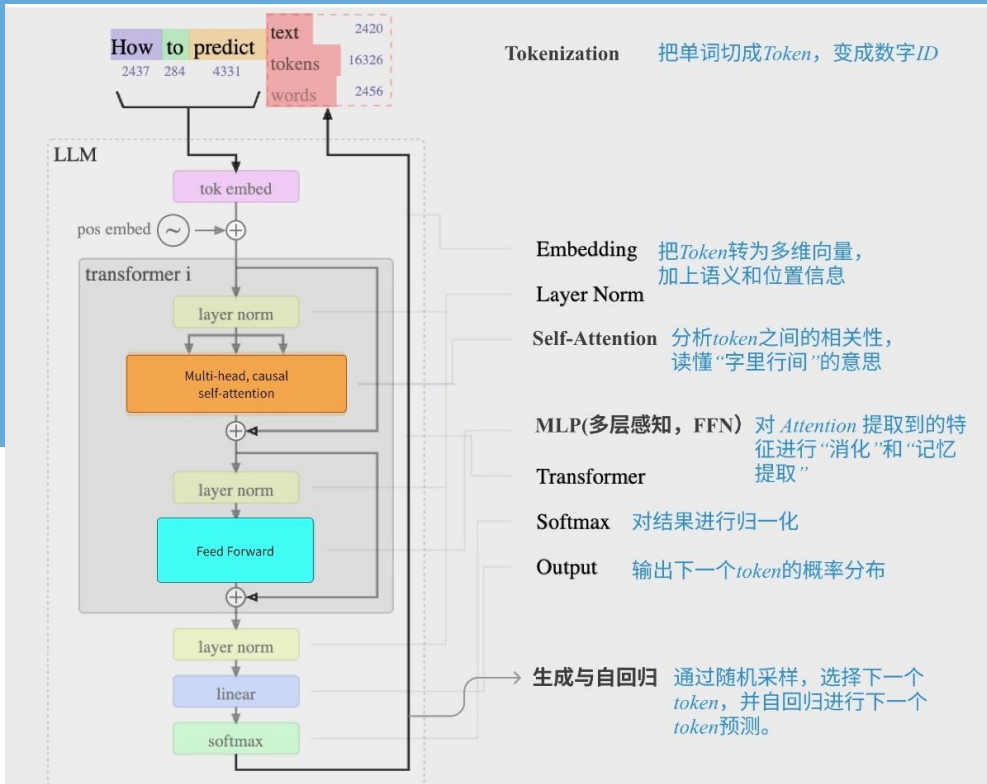 How to predict
2437 284 4331
text 2420
tokens 16326
words 2456
Tokenization 把单词切成Token，变成数字ID
LLM
tok embed
pos embed
transformer i
layer norm
Multi-head, causal
self-attention
layer norm
Feed Forward
layer norm
linear
softmax
Embedding 把Token转为多维向量，
加上语义和位置信息
Layer Norm
Self-Attention 分析token之间的相关性，
读懂“字里行间”的意思
MLP(多层感知，FFN） 对 Attention 提取到的特
征进行“消化”和“记忆
提取”
Transformer
Softmax 对结果进行归一化
Output 输出下一个token的概率分布
生成与自回归 通过随机采样，选择下一个
token，并自回归进行下一个
token预测。